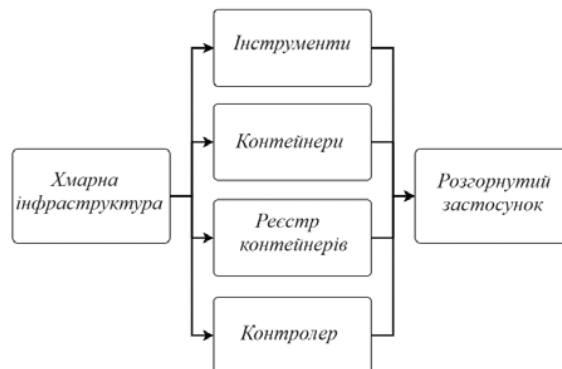 Інструменти
Контейнери
Хмарна
інфраструктура
Розгорнутий
застосунок
Реєстр
контейнерів
Контролер